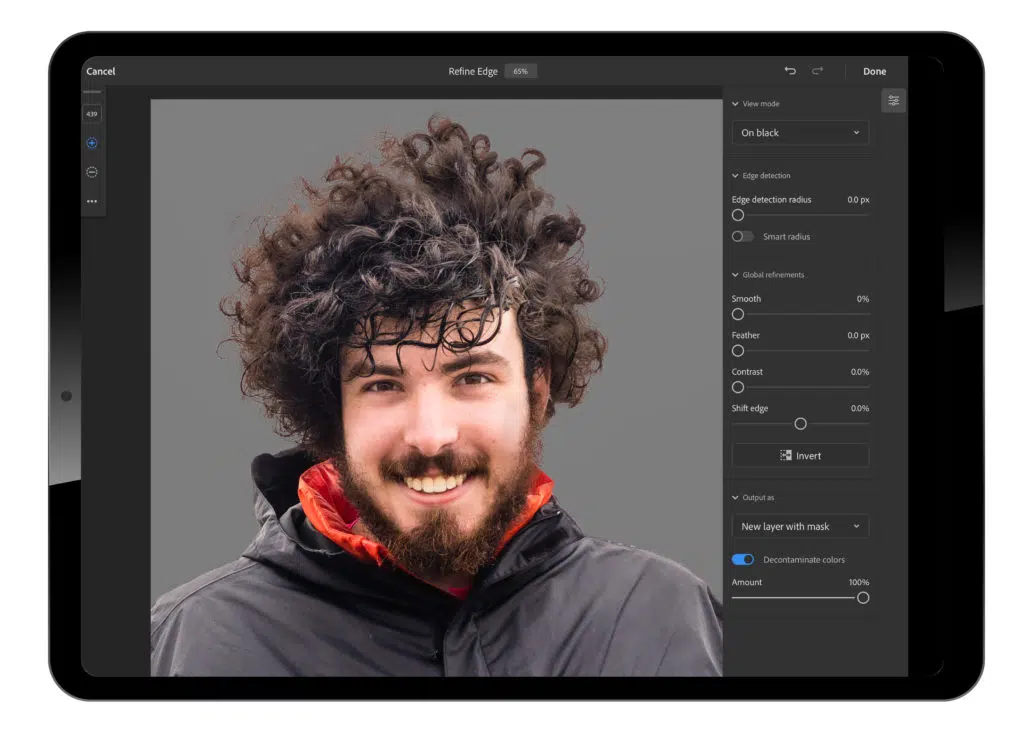 Cancel
Refine Edge 65%
Done
439
View mode
On black
Edge detection
Edge detection radius 0.0 px
Smart radius
Global refinements
Smooth 0%
Feather 0.0 px
Contrast 0.0%
Shift edge 0.0%
Invert
Output as
New layer with mask
Decontaminate colors
Amount 100%